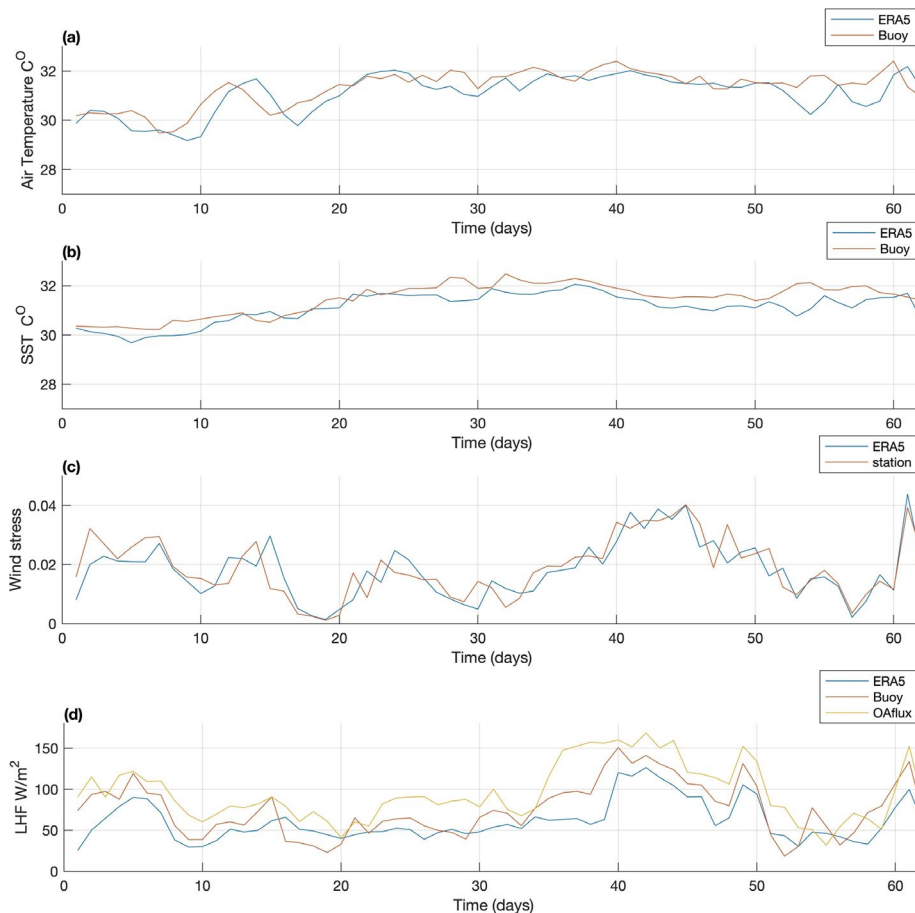 (a)
ERA5
Buoy
Air Temperature C^O
32
30
28
0 10 20 30 40 50 60
Time (days)
(b)
ERA5
Buoy
SST C^O
32
30
28
0 10 20 30 40 50 60
Time (days)
(c)
ERA5
station
Wind stress
0.04
0.02
0
0 10 20 30 40 50 60
Time (days)
(d)
ERA5
Buoy
OAflux
LHF W/m²
150
100
50
0
0 10 20 30 40 50 60
Time (days)